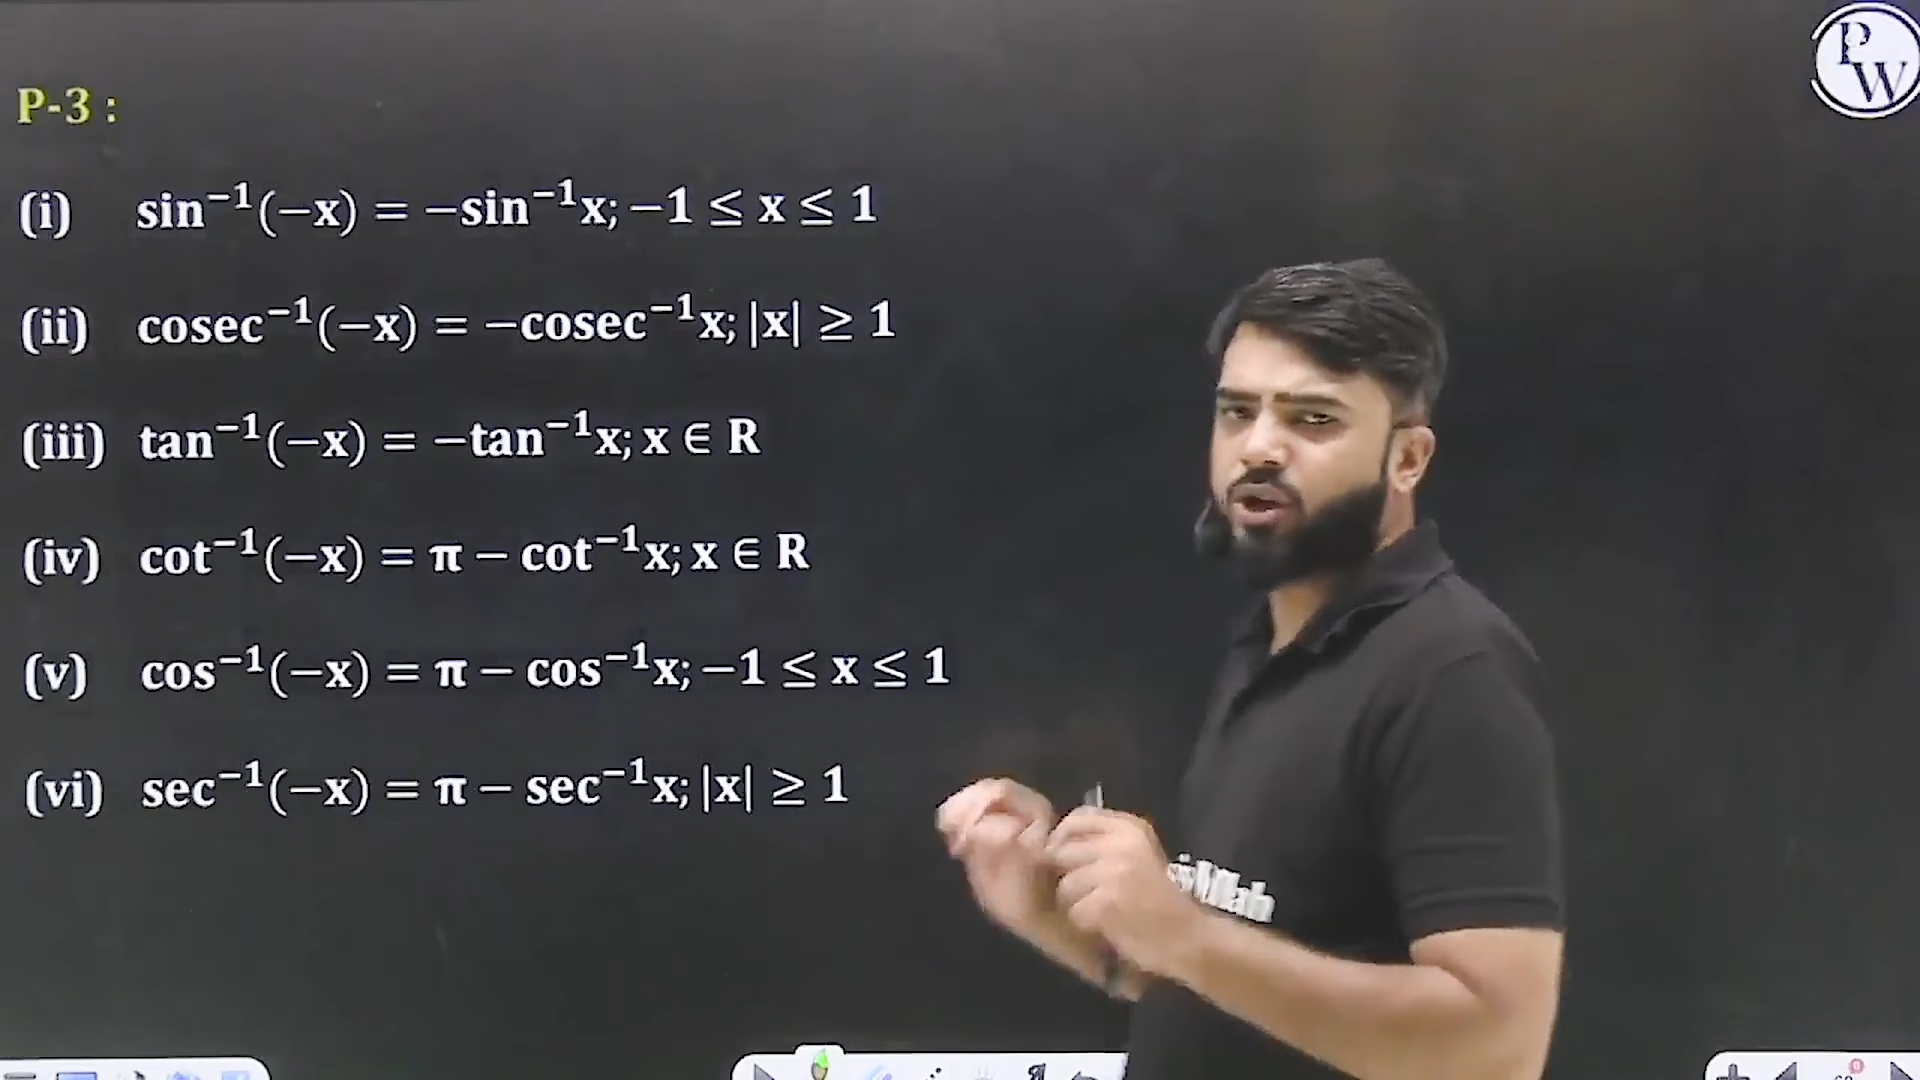 PW
P-3 :
(i) sin⁻¹(−x) = −sin⁻¹x; −1 ≤ x ≤ 1
(ii) cosec⁻¹(−x) = −cosec⁻¹x; |x| ≥ 1
(iii) tan⁻¹(−x) = −tan⁻¹x; x ∈ R
(iv) cot⁻¹(−x) = π − cot⁻¹x; x ∈ R
(v) cos⁻¹(−x) = π − cos⁻¹x; −1 ≤ x ≤ 1
(vi) sec⁻¹(−x) = π − sec⁻¹x; |x| ≥ 1